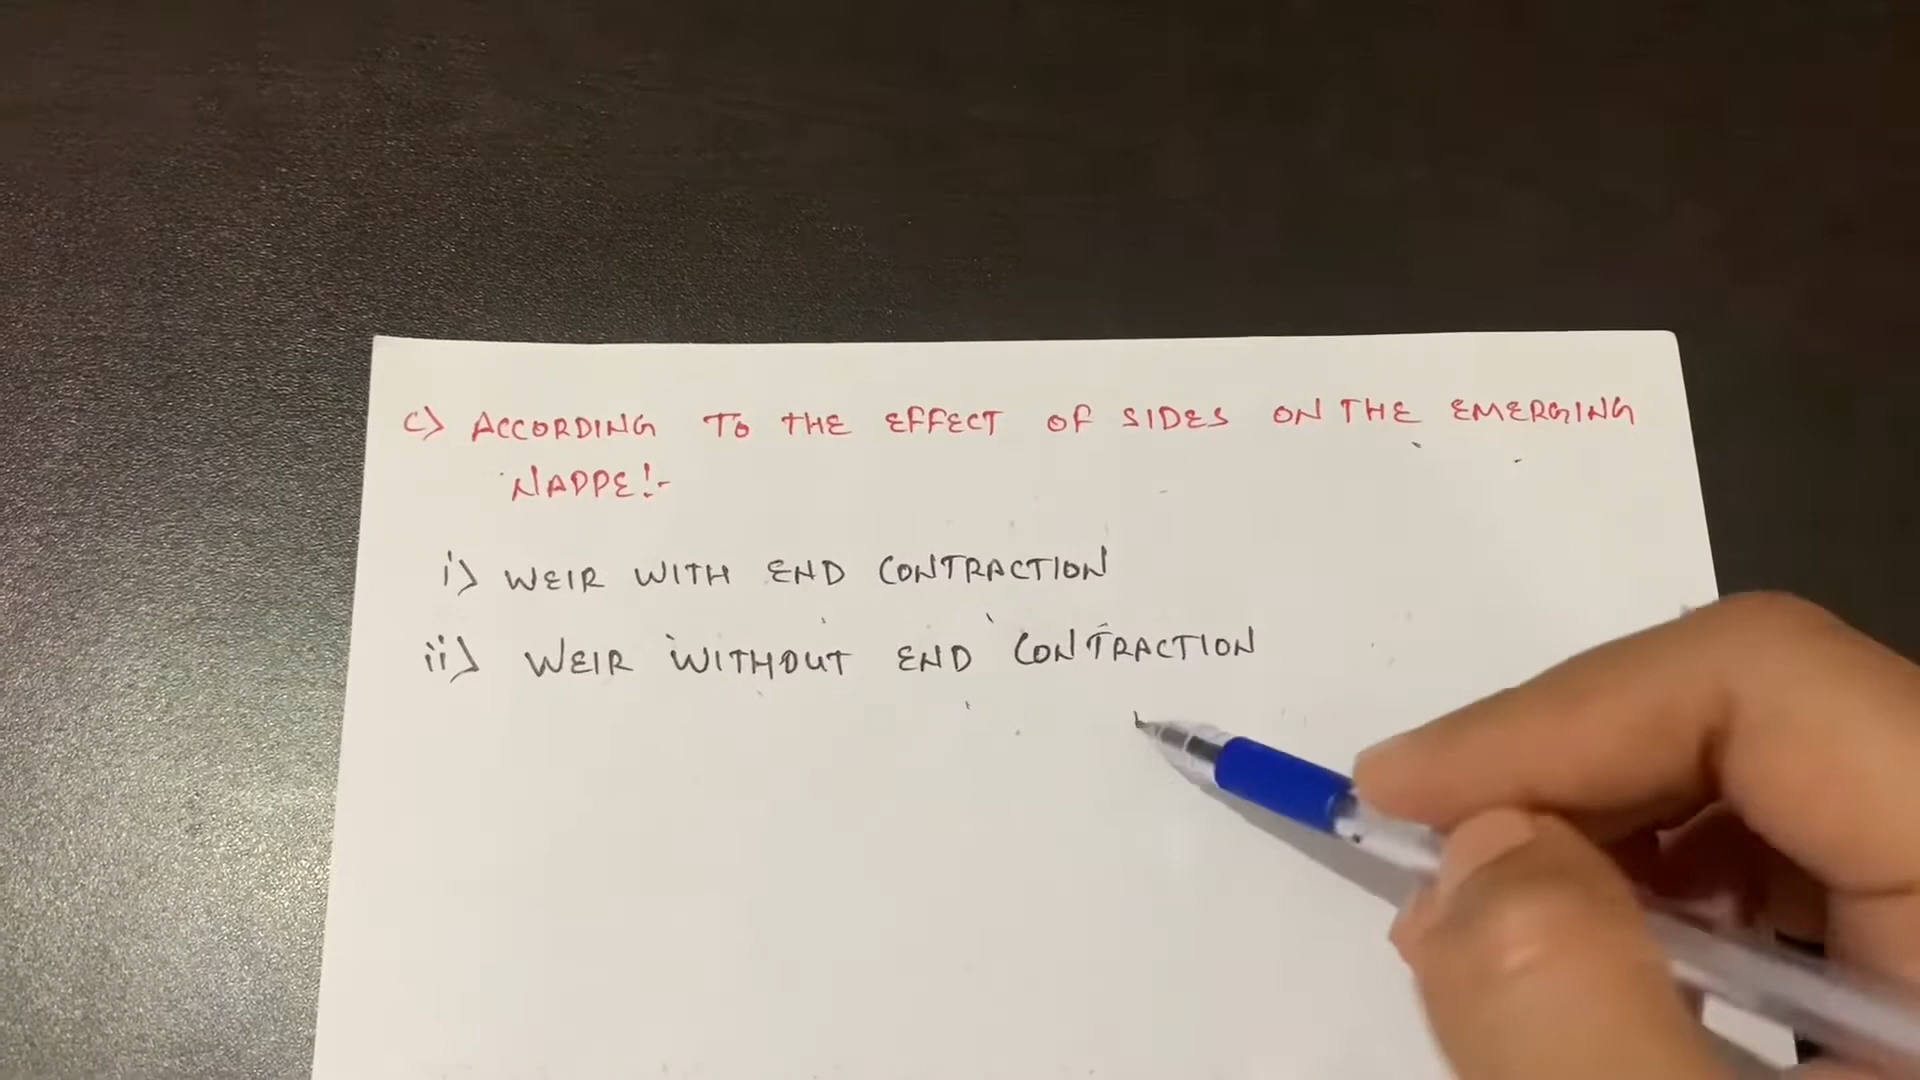 C) ACCORDING TO THE EFFECT OF SIDES ON THE EMERGING
NAPPE:-
i) WEIR WITH END CONTRACTION
ii) WEIR WITHOUT END CONTRACTION